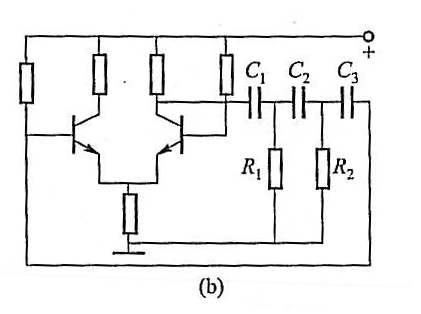 +
C₁ C₂ C₃
R₁ R₂
(b)